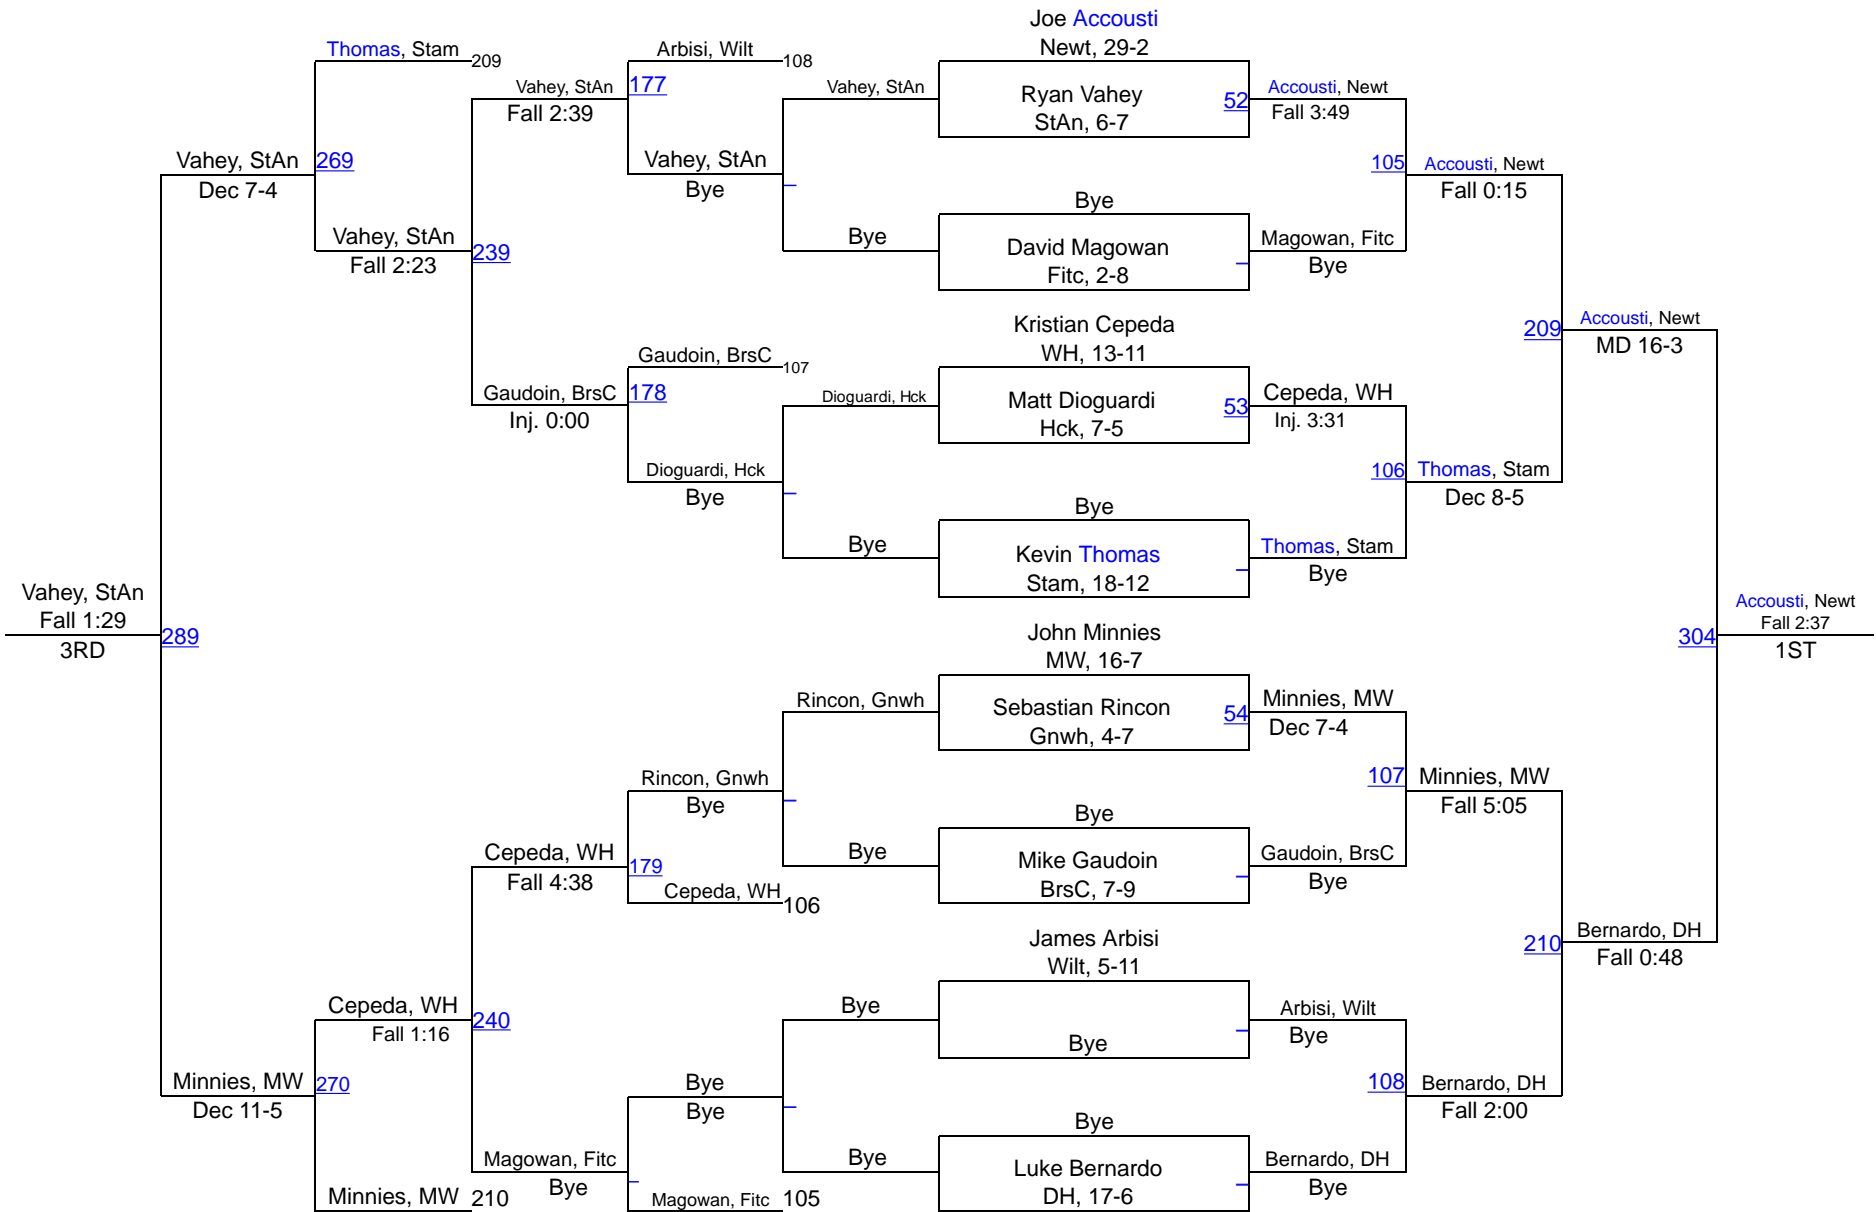 Joe Accousti
Newt, 29-2
Thomas, Stam
209
Arbisi, Wilt
108
Vahey, StAn
Fall 2:39
177
Vahey, StAn
Ryan Vahey
StAn, 6-7
52
Accousti, Newt
Fall 3:49
Vahey, StAn
Dec 7-4
269
Vahey, StAn
Bye
105
Accousti, Newt
Fall 0:15
Bye
Vahey, StAn
Fall 2:23
239
Bye
David Magowan
Fitc, 2-8
Magowan, Fitc
Bye
Kristian Cepeda
WH, 13-11
209
Accousti, Newt
MD 16-3
Gaudoin, BrsC
107
Gaudoin, BrsC
Inj. 0:00
178
Dioguardi, Hck
Matt Dioguardi
Hck, 7-5
53
Cepeda, WH
Inj. 3:31
Dioguardi, Hck
Bye
106
Thomas, Stam
Dec 8-5
Bye
Bye
Kevin Thomas
Stam, 18-12
Thomas, Stam
Bye
Vahey, StAn
Fall 1:29
3RD
289
John Minnies
MW, 16-7
304
Accousti, Newt
Fall 2:37
1ST
Rincon, Gnwh
Sebastian Rincon
Gnwh, 4-7
54
Minnies, MW
Dec 7-4
Rincon, Gnwh
Bye
107
Minnies, MW
Fall 5:05
Bye
Cepeda, WH
Fall 4:38
179
Cepeda, WH
106
Bye
Mike Gaudoin
BrsC, 7-9
Gaudoin, BrsC
Bye
James Arbisi
Wilt, 5-11
210
Bernardo, DH
Fall 0:48
Cepeda, WH
Fall 1:16
240
Bye
Bye
Arbisi, Wilt
Bye
Minnies, MW
Dec 11-5
270
Bye
Bye
108
Bernardo, DH
Fall 2:00
Bye
Magowan, Fitc
Bye
Bye
Luke Bernardo
DH, 17-6
Bernardo, DH
Bye
Minnies, MW
210
Magowan, Fitc
105